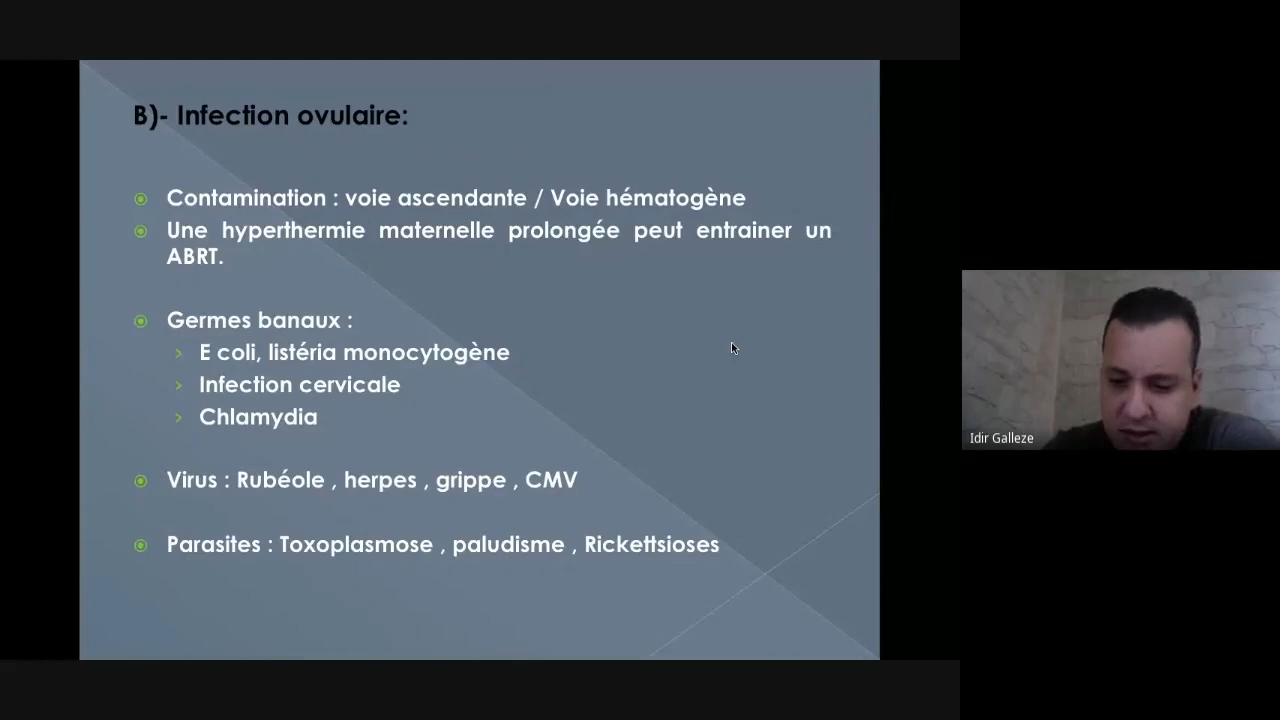 B)- Infection ovulaire:
Contamination : voie ascendante / Voie hématogène
Une hyperthermie maternelle prolongée peut entrainer un
ABRT.
Germes banaux :
E coli, listéria monocytogène
Infection cervicale
Chlamydia
Virus : Rubéole , herpes , grippe , CMV
Parasites : Toxoplasmose , paludisme , Rickettsioses
Idir Galleze